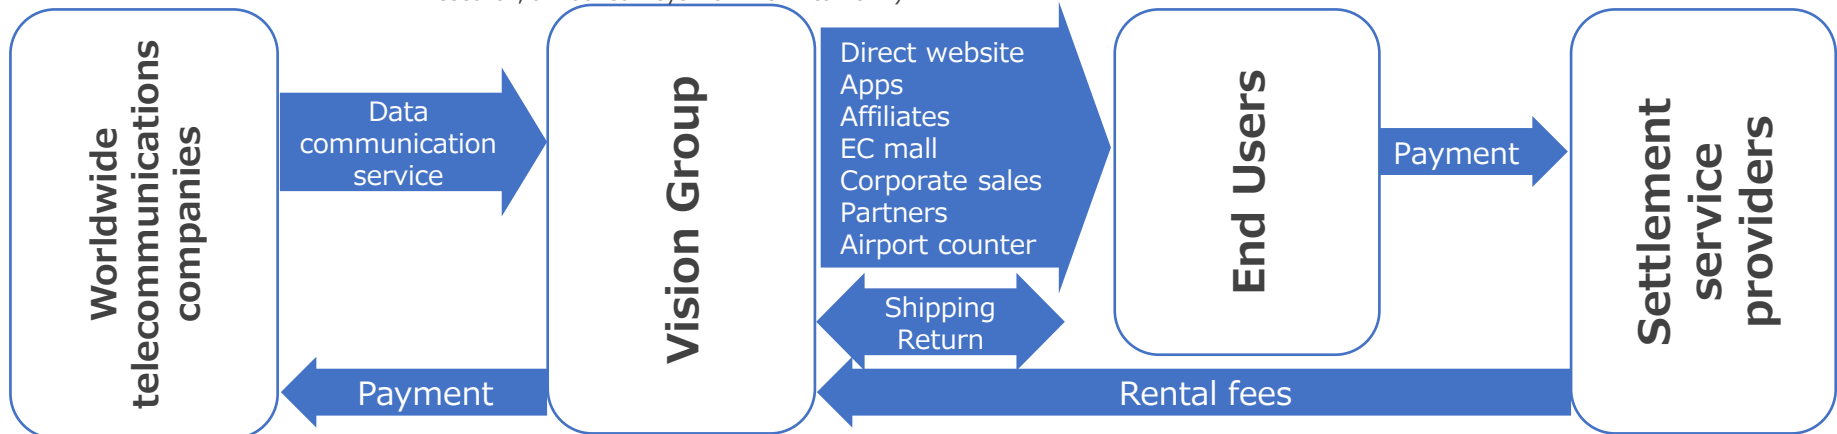 Worldwide
telecommunications
companies
Data
communication
service
Payment
Vision Group
Direct website
Apps
Affiliates
EC mall
Corporate sales
Partners
Airport counter
Shipping
Return
End Users
Payment
Rental fees
Settlement
service
providers